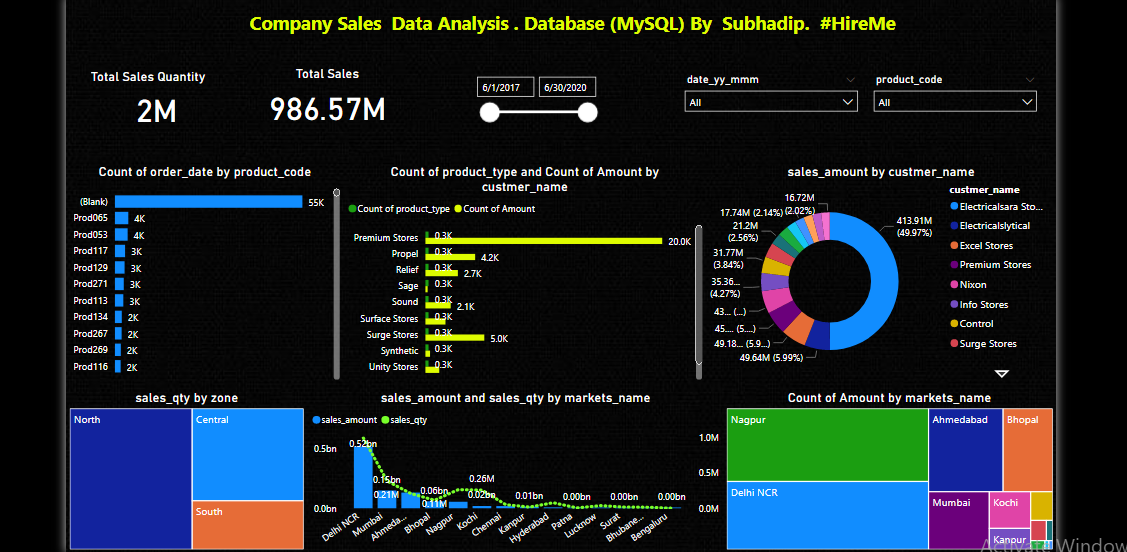 Company Sales Data Analysis . Database (MySQL) By Subhadip. #HireMe
Total Sales Quantity
2M
Total Sales
986.57M
6/1/2017
6/30/2020
date_yy_mmm
All
product_code
All
Count of order_date by product_code
(Blank) 55K
Prod065 4K
Prod053 4K
Prod117 3K
Prod129 3K
Prod271 3K
Prod113 3K
Prod134 2K
Prod267 2K
Prod269 2K
Prod116 2K
Count of product_type and Count of Amount by
custmer_name
Count of product_type Count of Amount
Premium Stores 0.3K 20.0K
Propel 0.3K 4.2K
Relief 0.3K 2.7K
Sage 0.3K
Sound 0.3K 2.1K
Surface Stores 0.3K
Surge Stores 0.3K 5.0K
Synthetic 0.3K
Unity Stores 0.3K
sales_amount by custmer_name
413.91M
(49.97%)
49.64M (5.99%)
49.18... (5.9...)
45.... (5....)
43... (...)
35.36...
(4.27%)
31.77M
(3.84%)
21.2M
(2.56%)
17.74M (2.14%)
16.72M
(2.02%)
custmer_name
Electricalsara Sto...
Electricalslytical
Excel Stores
Premium Stores
Nixon
Info Stores
Control
Surge Stores
sales_qty by zone
North
Central
South
sales_amount and sales_qty by markets_name
sales_amount sales_qty
0.5bn
0.0bn
1.0M
0.5M
0.0M
0.52bn
0.15bn
0.21M
0.06bn
0.11M
0.26M
0.02bn
0.01bn
0.00bn
0.00bn
0.00bn
Delhi NCR
Mumbai
Ahmeda...
Bhopal
Nagpur
Kochi
Chennai
Kanpur
Hyderabad
Patna
Lucknow
Surat
Bhubane...
Bengaluru
Count of Amount by markets_name
Nagpur
Delhi NCR
Ahmedabad
Bhopal
Mumbai
Kochi
Kanpur
Activate Window